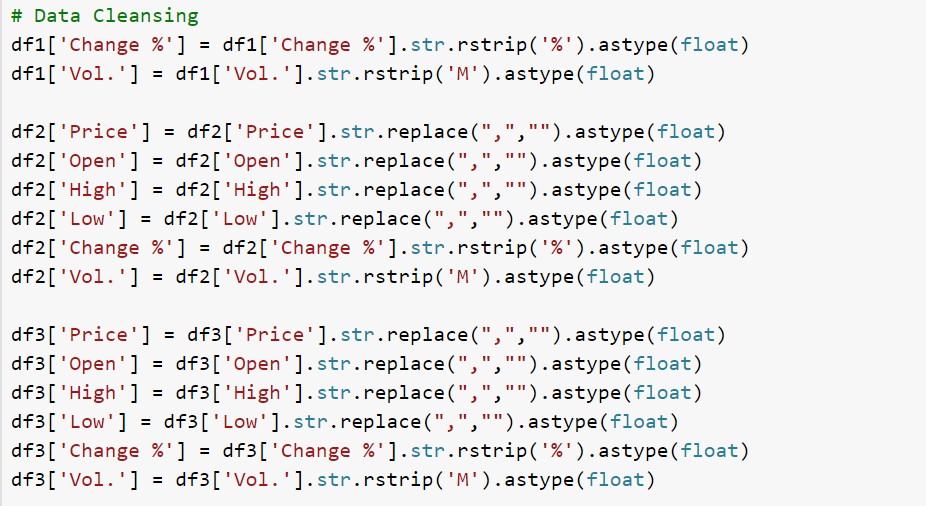 # Data Cleansing
df1['Change %'] = df1['Change %'].str.rstrip('%').astype(float)
df1['Vol.'] = df1['Vol.'].str.rstrip('M').astype(float)
df2['Price'] = df2['Price'].str.replace(",","").astype(float)
df2['Open'] = df2['Open'].str.replace(",","").astype(float)
df2['High'] = df2['High'].str.replace(",","").astype(float)
df2['Low'] = df2['Low'].str.replace(",","").astype(float)
df2['Change %'] = df2['Change %'].str.rstrip('%').astype(float)
df2['Vol.'] = df2['Vol.'].str.rstrip('M').astype(float)
df3['Price'] = df3['Price'].str.replace(",","").astype(float)
df3['Open'] = df3['Open'].str.replace(",","").astype(float)
df3['High'] = df3['High'].str.replace(",","").astype(float)
df3['Low'] = df3['Low'].str.replace(",","").astype(float)
df3['Change %'] = df3['Change %'].str.rstrip('%').astype(float)
df3['Vol.'] = df3['Vol.'].str.rstrip('M').astype(float)